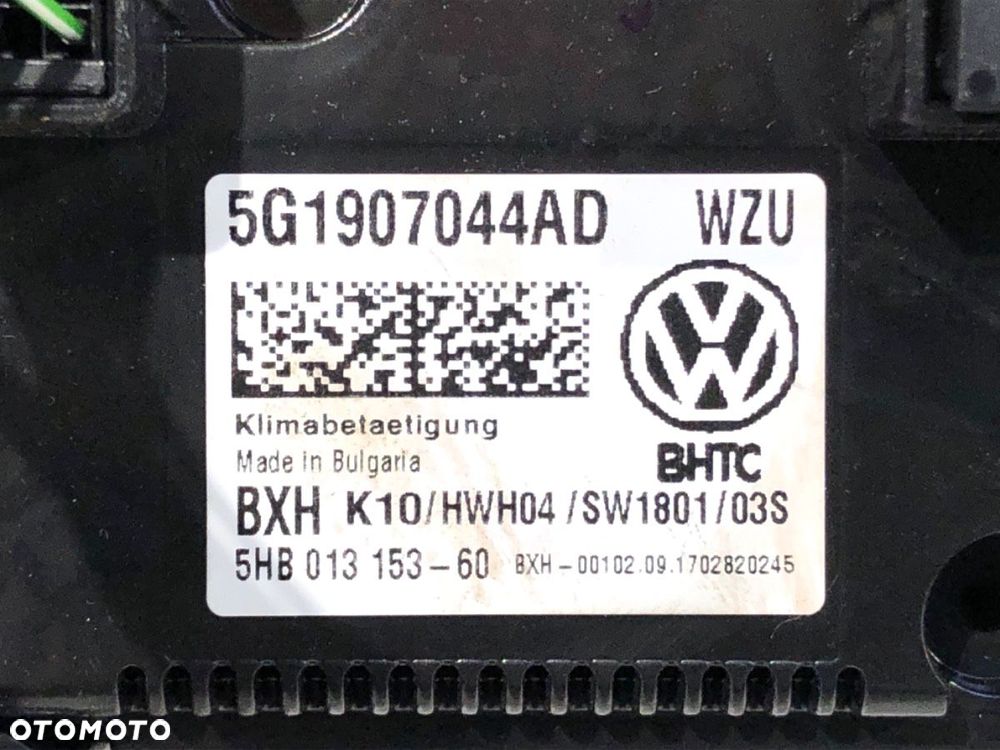 5G1907044AD WZU
Klimabetaetigung
Made in Bulgaria
BHTC
BXH K10/HWH04/SW1801/03S
5HB 013 153-60 BXH-00102.09.1702820245
OTOMOTO